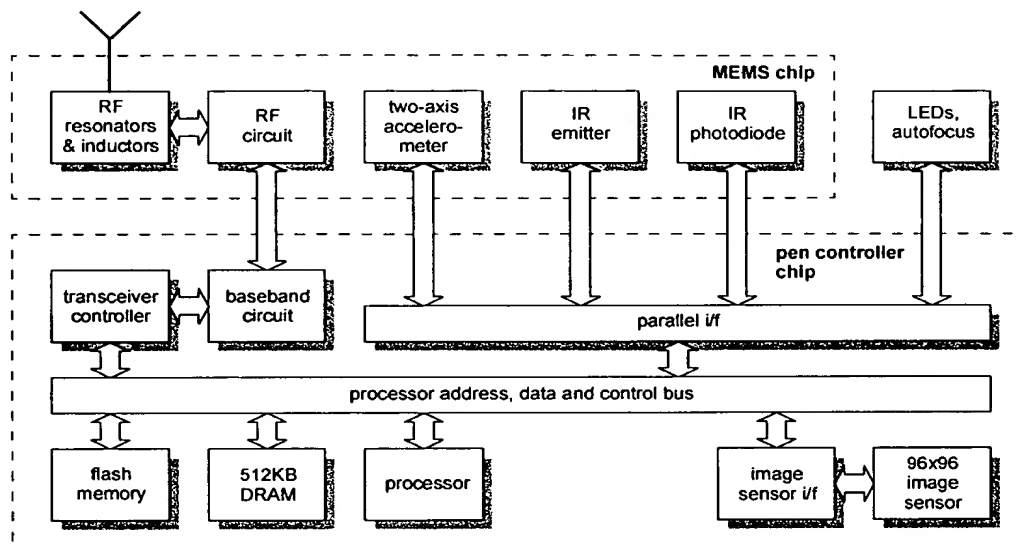 MEMS chip
RF
resonators
& inductors
RF
circuit
two-axis
accelero-
meter
IR
emitter
IR
photodiode
LEDs,
autofocus
pen controller
chip
transceiver
controller
baseband
circuit
parallel i/f
processor address, data and control bus
flash
memory
512KB
DRAM
processor
image
sensor i/f
96x96
image
sensor